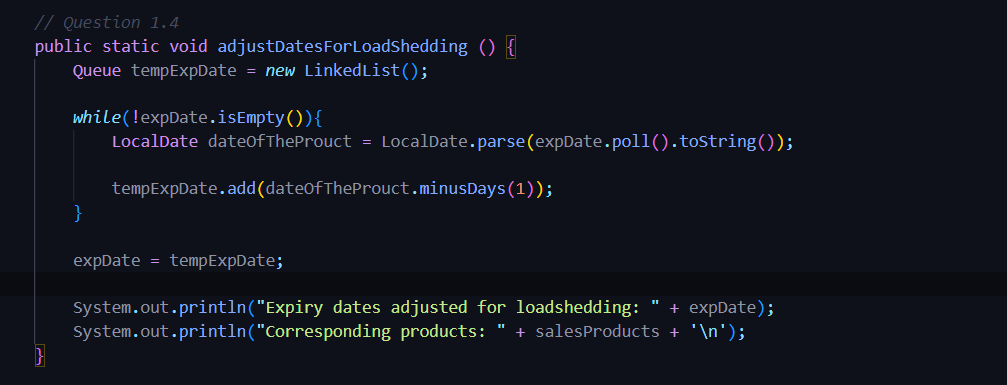 // Question 1.4
public static void adjustDatesForLoadShedding () {
Queue tempExpDate = new LinkedList();
while(!expDate.isEmpty()){
LocalDate dateOfTheProuct = LocalDate.parse(expDate.poll().toString());
tempExpDate.add(dateOfTheProuct.minusDays(1));
}
expDate = tempExpDate;
System.out.println("Expiry dates adjusted for loadshedding: " + expDate);
System.out.println("Corresponding products: " + salesProducts + '\n');
}